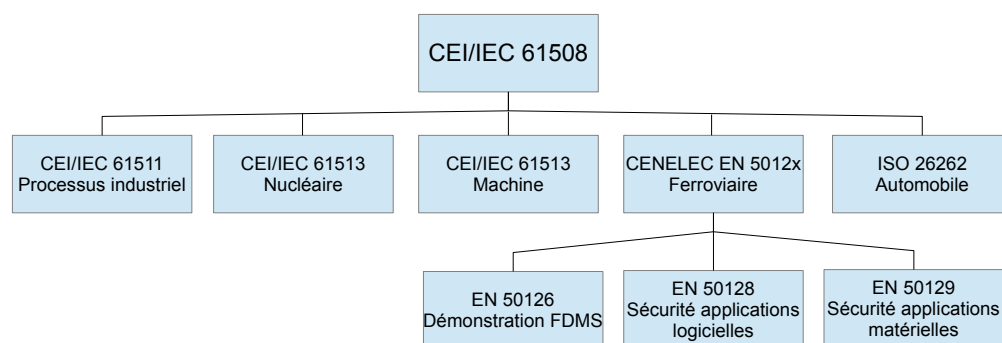 CEI/IEC 61508
CEI/IEC 61511
Processus industriel
CEI/IEC 61513
Nucléaire
CEI/IEC 61513
Machine
CENELEC EN 5012x
Ferroviaire
ISO 26262
Automobile
EN 50126
Démonstration FDMS
EN 50128
Sécurité applications
logicielles
EN 50129
Sécurité applications
matérielles